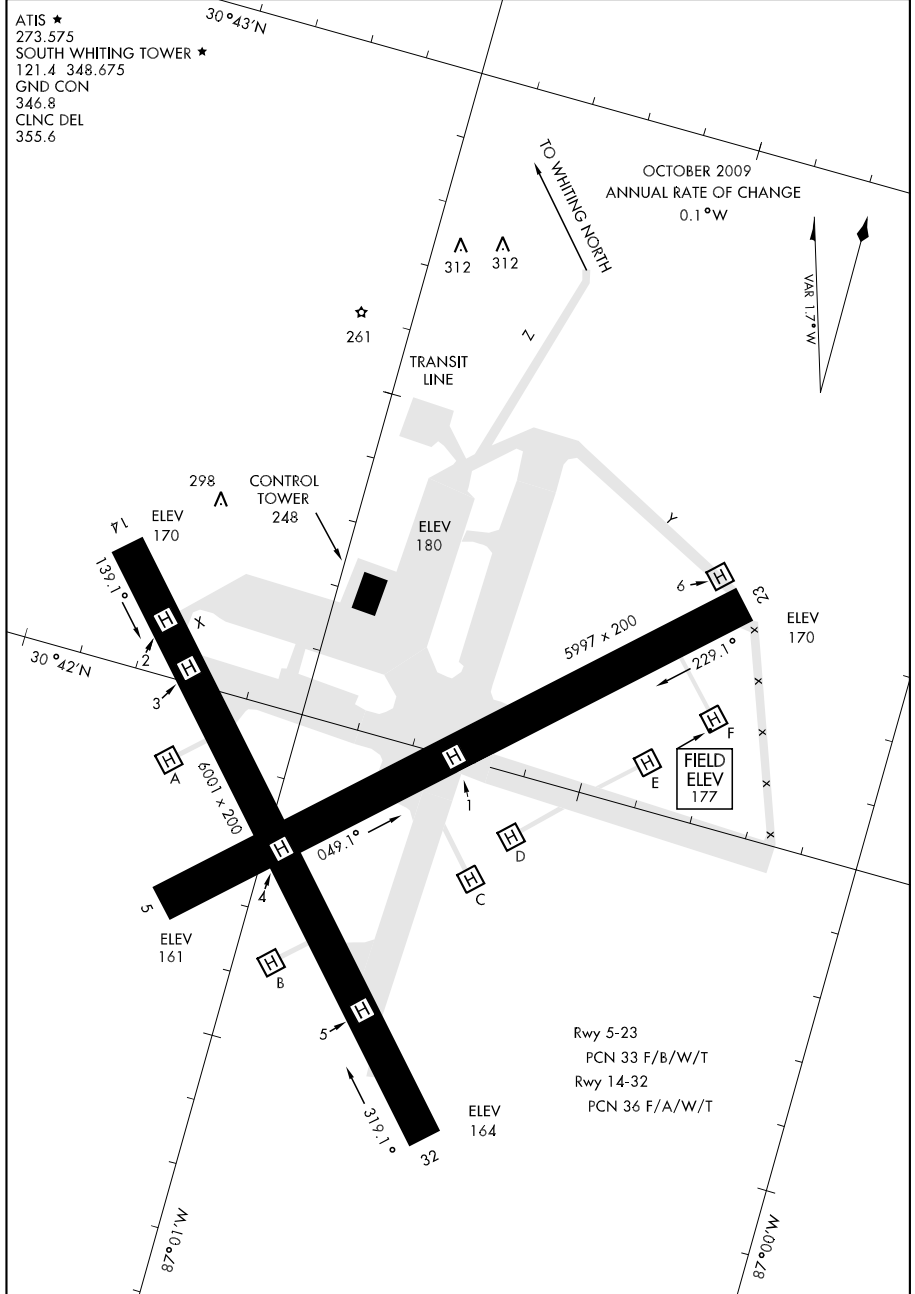 ATIS ★
273.575
SOUTH WHITING TOWER ★
121.4 348.675
GND CON
346.8
CLNC DEL
355.6
30°43'N
TO WHITING NORTH
OCTOBER 2009
ANNUAL RATE OF CHANGE
0.1°W
VAR 1.7°W
312
312
261
Z
TRANSIT
LINE
298
CONTROL
TOWER
248
14
ELEV
170
ELEV
180
Y
139.1°
H
X
2
H
3
6
H
23
ELEV
170
5997 x 200
229.1°
30°42'N
x
x
x
x
x
H
A
6001 x 200
H
1
H
F
FIELD
ELEV
177
H
E
H
D
H
C
H
4
049.1°
5
ELEV
161
H
B
H
5
319.1°
32
ELEV
164
Rwy 5-23
PCN 33 F/B/W/T
Rwy 14-32
PCN 36 F/A/W/T
87°01'W
87°00'W